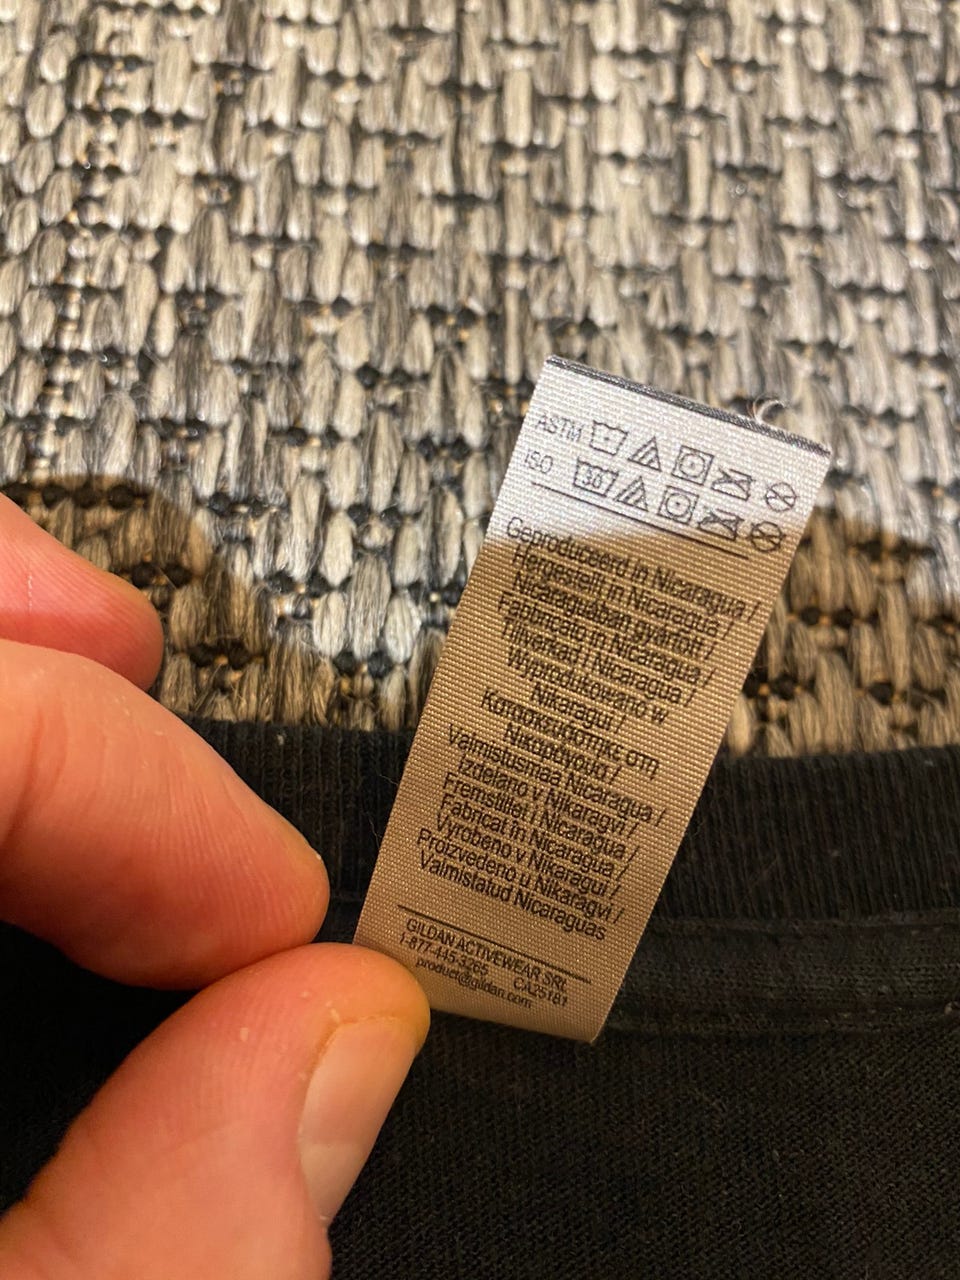 ASTM
ISO 30
Geproduceerd in Nicaragua /
Hergestellt in Nicaragua /
Nicaraguában gyártott /
Fabricato in Nicaragua /
Tillverkad i Nicaragua /
Wyprodukowano w
Nikaragui /
Κατασκευάστηκε στη
Νικαράγουα /
Valmistusmaa Nicaragua /
Izdelano v Nikaragvi /
Fremstillet i Nicaragua /
Fabricat în Nicaragua /
Vyrobeno v Nikaragui /
Proizvedeno u Nikaragvi /
Valmistatud Nicaraguas
GILDAN ACTIVEWEAR SRL
1-877-445-3265 CA25181
product@gildan.com